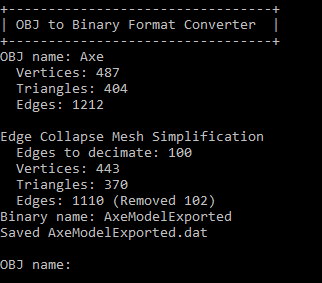 +---------------------------------+
| OBJ to Binary Format Converter  |
+---------------------------------+
OBJ name: Axe
  Vertices: 487
  Triangles: 404
  Edges: 1212

Edge Collapse Mesh Simplification
  Edges to decimate: 100
  Vertices: 443
  Triangles: 370
  Edges: 1110 (Removed 102)
Binary name: AxeModelExported
Saved AxeModelExported.dat

OBJ name: